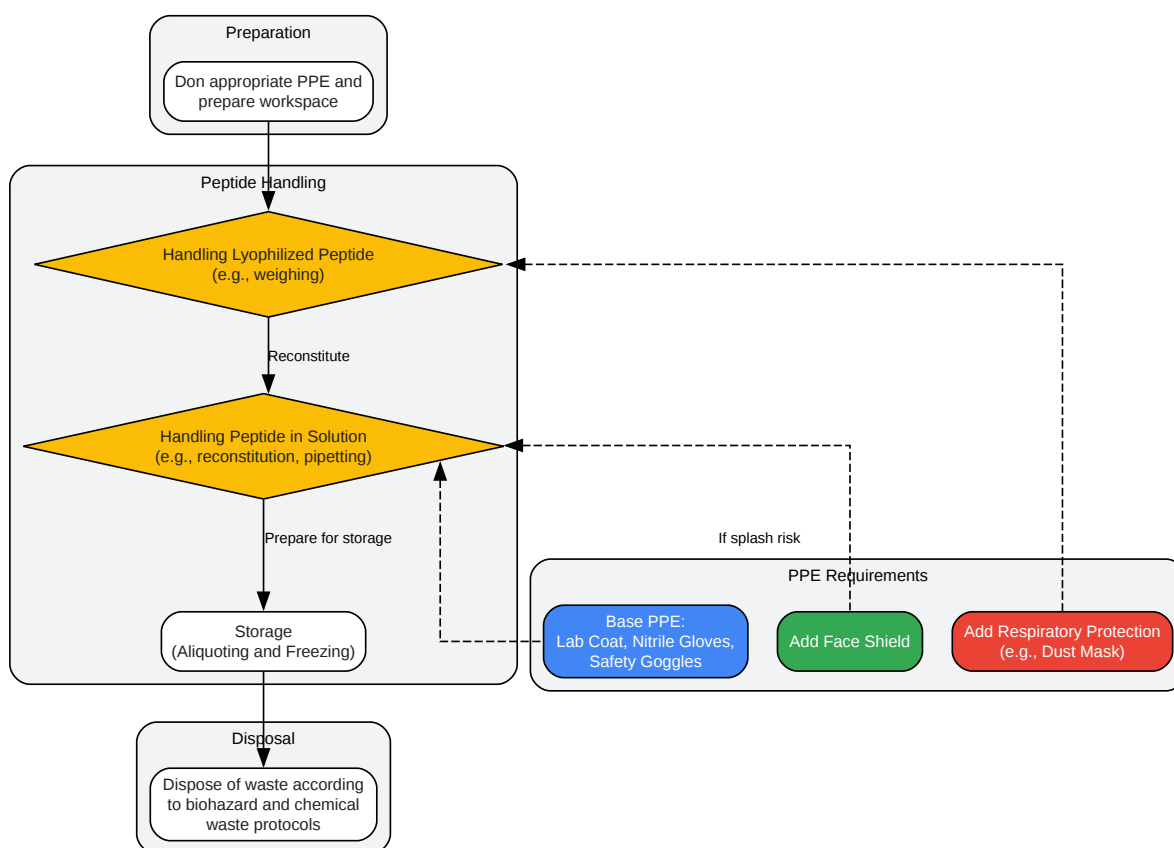 Preparation
Don appropriate PPE and
prepare workspace
Peptide Handling
Handling Lyophilized Peptide
(e.g., weighing)
Reconstitute
Handling Peptide in Solution
(e.g., reconstitution, pipetting)
Prepare for storage
If splash risk
PPE Requirements
Base PPE:
Lab Coat, Nitrile Gloves,
Safety Goggles
Add Face Shield
Add Respiratory Protection
(e.g., Dust Mask)
Storage
(Aliquoting and Freezing)
Disposal
Dispose of waste according
to biohazard and chemical
waste protocols